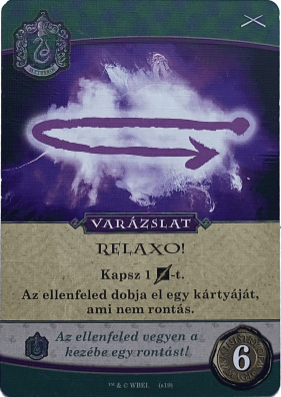 VARÁZSLAT
RELAXO!
Kapsz 1 -t.
Az ellenfeled dobja el egy kártyáját,
ami nem rontás.
Az ellenfeled vegyen a
kezébe egy rontást!
6
™ & © WBEI. (s19)